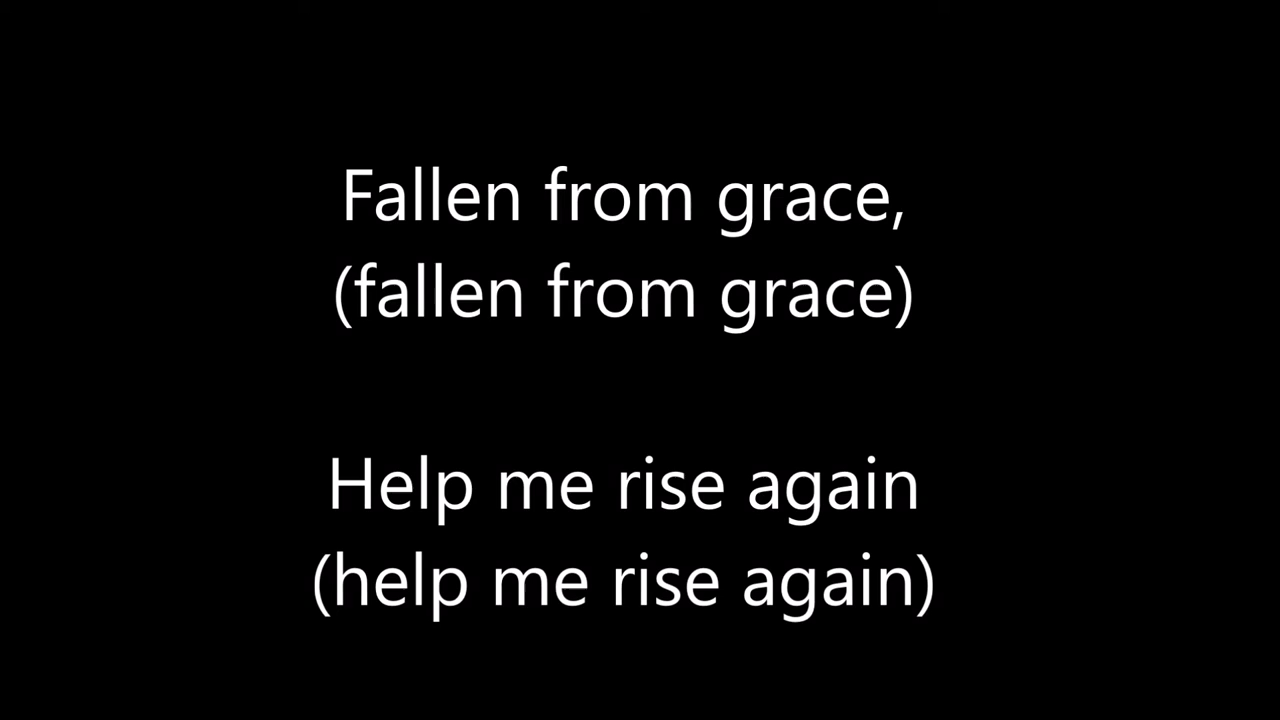 Fallen from grace,
(fallen from grace)
Help me rise again
(help me rise again)